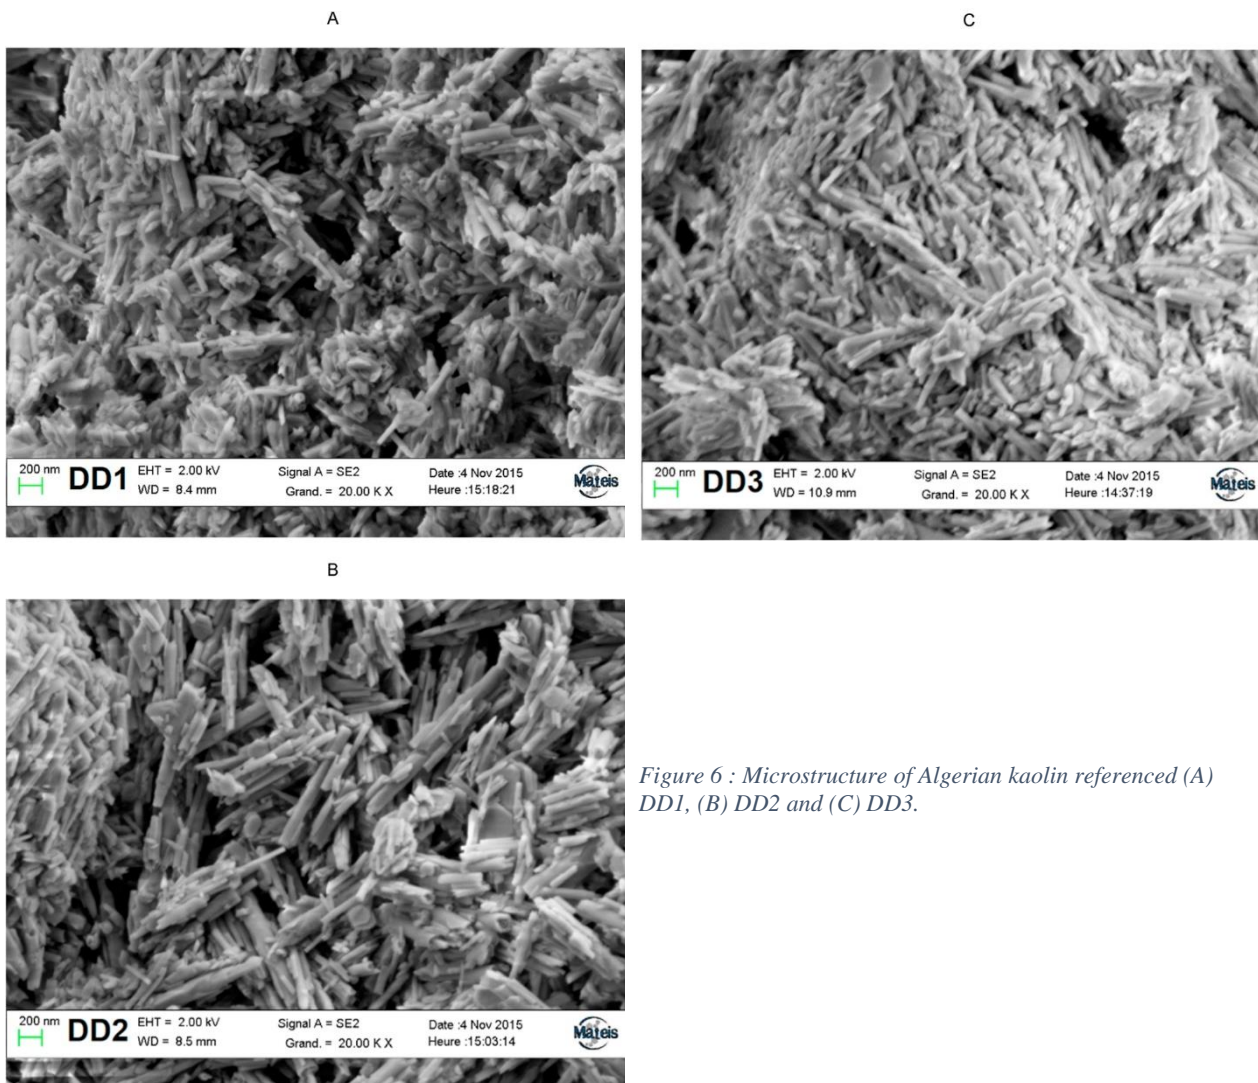 A
C
200 nm
DD1
EHT = 2.00 kV
WD = 8.4 mm
Signal A = SE2
Grand. = 20.00 K X
Date :4 Nov 2015
Heure :15:18:21
Mateis
200 nm
DD3
EHT = 2.00 kV
WD = 10.9 mm
Signal A = SE2
Grand. = 20.00 K X
Date :4 Nov 2015
Heure :14:37:19
Mateis
B
200 nm
DD2
EHT = 2.00 kV
WD = 8.5 mm
Signal A = SE2
Grand. = 20.00 K X
Date :4 Nov 2015
Heure :15:03:14
Mateis
Figure 6 : Microstructure of Algerian kaolin referenced (A)
DD1, (B) DD2 and (C) DD3.